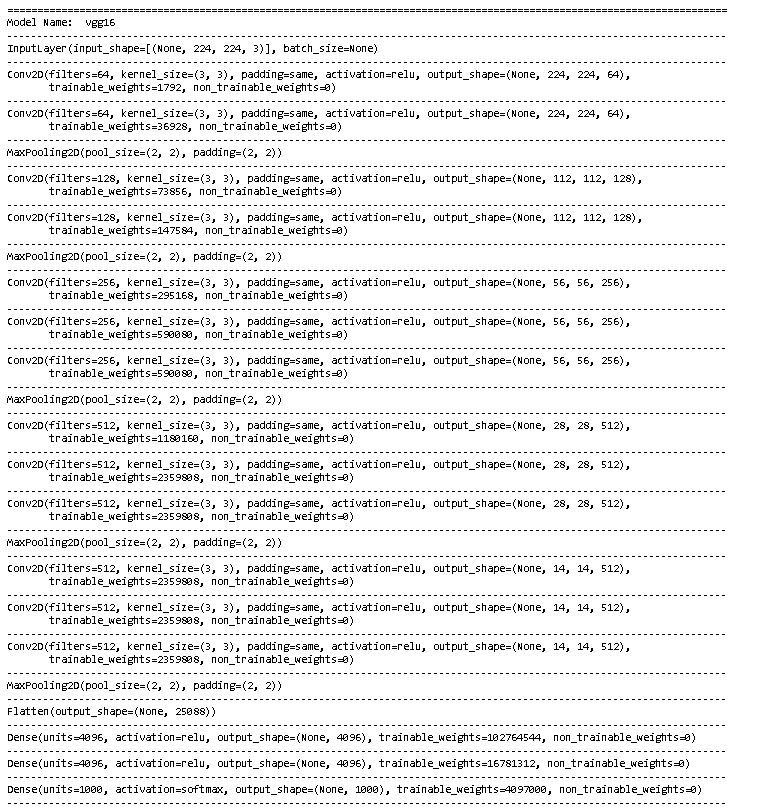 Model Name:  vgg16
InputLayer(input_shape=[(None, 224, 224, 3)], batch_size=None)
Conv2D(filters=64, kernel_size=(3, 3), padding=same, activation=relu, output_shape=(None, 224, 224, 64),
trainable_weights=1792, non_trainable_weights=0)
Conv2D(filters=64, kernel_size=(3, 3), padding=same, activation=relu, output_shape=(None, 224, 224, 64),
trainable_weights=36928, non_trainable_weights=0)
MaxPooling2D(pool_size=(2, 2), padding=(2, 2))
Conv2D(filters=128, kernel_size=(3, 3), padding=same, activation=relu, output_shape=(None, 112, 112, 128),
trainable_weights=73856, non_trainable_weights=0)
Conv2D(filters=128, kernel_size=(3, 3), padding=same, activation=relu, output_shape=(None, 112, 112, 128),
trainable_weights=147584, non_trainable_weights=0)
MaxPooling2D(pool_size=(2, 2), padding=(2, 2))
Conv2D(filters=256, kernel_size=(3, 3), padding=same, activation=relu, output_shape=(None, 56, 56, 256),
trainable_weights=295168, non_trainable_weights=0)
Conv2D(filters=256, kernel_size=(3, 3), padding=same, activation=relu, output_shape=(None, 56, 56, 256),
trainable_weights=590080, non_trainable_weights=0)
Conv2D(filters=256, kernel_size=(3, 3), padding=same, activation=relu, output_shape=(None, 56, 56, 256),
trainable_weights=590080, non_trainable_weights=0)
MaxPooling2D(pool_size=(2, 2), padding=(2, 2))
Conv2D(filters=512, kernel_size=(3, 3), padding=same, activation=relu, output_shape=(None, 28, 28, 512),
trainable_weights=1180160, non_trainable_weights=0)
Conv2D(filters=512, kernel_size=(3, 3), padding=same, activation=relu, output_shape=(None, 28, 28, 512),
trainable_weights=2359808, non_trainable_weights=0)
Conv2D(filters=512, kernel_size=(3, 3), padding=same, activation=relu, output_shape=(None, 28, 28, 512),
trainable_weights=2359808, non_trainable_weights=0)
MaxPooling2D(pool_size=(2, 2), padding=(2, 2))
Conv2D(filters=512, kernel_size=(3, 3), padding=same, activation=relu, output_shape=(None, 14, 14, 512),
trainable_weights=2359808, non_trainable_weights=0)
Conv2D(filters=512, kernel_size=(3, 3), padding=same, activation=relu, output_shape=(None, 14, 14, 512),
trainable_weights=2359808, non_trainable_weights=0)
Conv2D(filters=512, kernel_size=(3, 3), padding=same, activation=relu, output_shape=(None, 14, 14, 512),
trainable_weights=2359808, non_trainable_weights=0)
MaxPooling2D(pool_size=(2, 2), padding=(2, 2))
Flatten(output_shape=(None, 25088))
Dense(units=4096, activation=relu, output_shape=(None, 4096), trainable_weights=102764544, non_trainable_weights=0)
Dense(units=4096, activation=relu, output_shape=(None, 4096), trainable_weights=16781312, non_trainable_weights=0)
Dense(units=1000, activation=softmax, output_shape=(None, 1000), trainable_weights=4097000, non_trainable_weights=0)